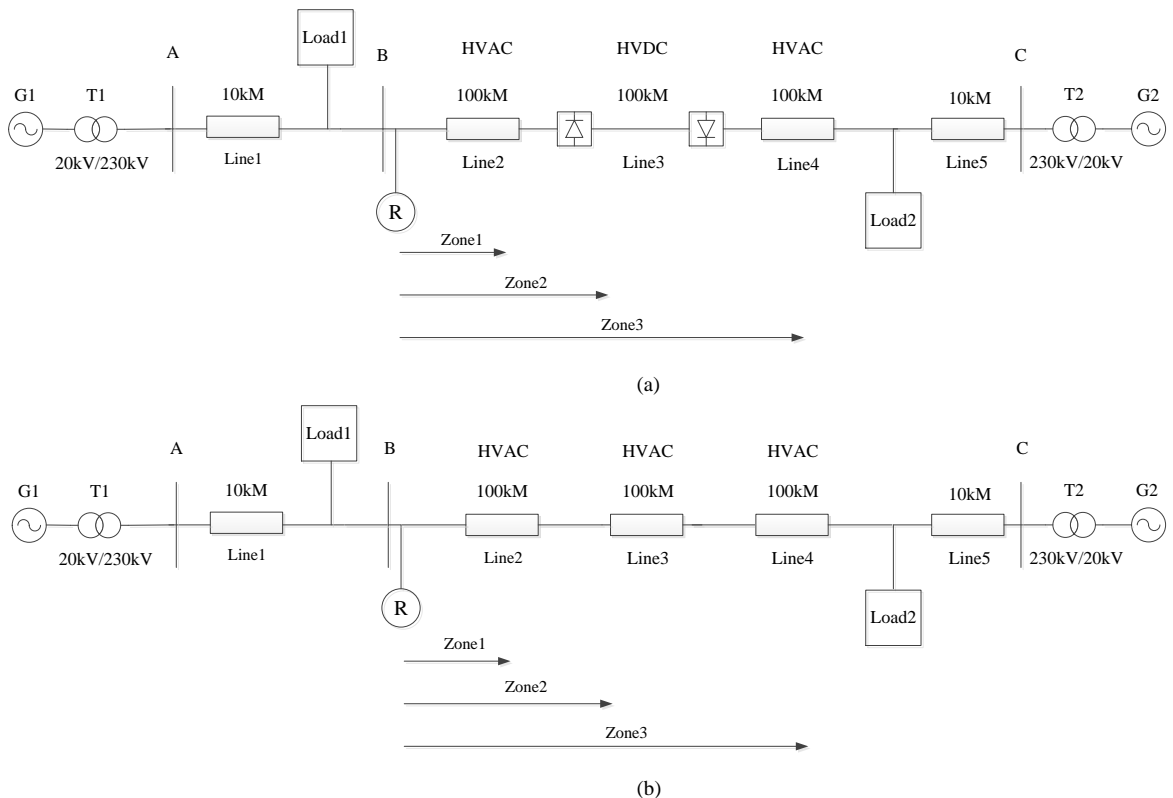 Load1
A
B
HVAC
HVDC
HVAC
C
G1
T1
10kM
100kM
100kM
100kM
10kM
T2
G2
20kV/230kV
Line1
Line2
Line3
Line4
Line5
230kV/20kV
R
Load2
Zone1
Zone2
Zone3
(a)
Load1
A
B
HVAC
HVAC
HVAC
C
G1
T1
10kM
100kM
100kM
100kM
10kM
T2
G2
20kV/230kV
Line1
Line2
Line3
Line4
Line5
230kV/20kV
R
Load2
Zone1
Zone2
Zone3
(b)